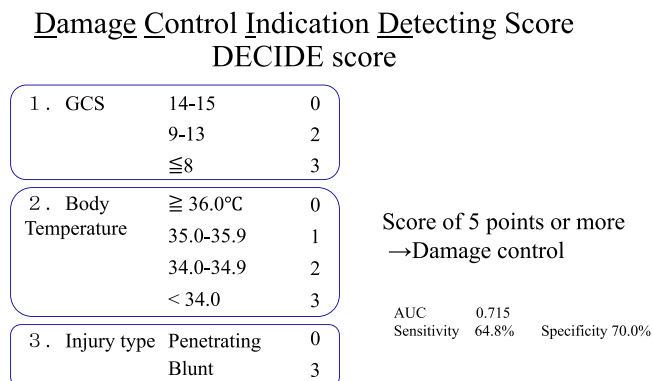 Damage Control Indication Detecting Score
DECIDE score
１．GCS 14-15 0
9-13 2
≦8 3
２．Body Temperature ≧ 36.0℃ 0
35.0-35.9 1
34.0-34.9 2
< 34.0 3
３．Injury type Penetrating 0
Blunt 3
Score of 5 points or more
→Damage control
AUC 0.715
Sensitivity 64.8% Specificity 70.0%